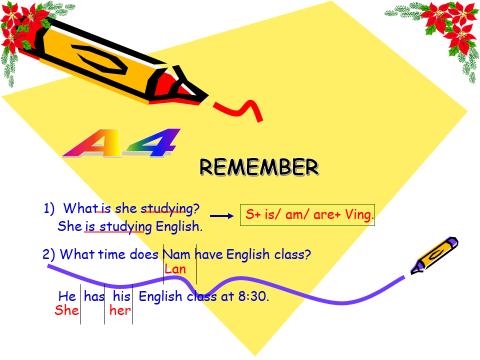 A4
REMEMBER
1) What is she studying?
She is studying English.
S+ is/ am/ are+ Ving.
2) What time does Nam have English class?
Lan
He has his English class at 8:30.
She her